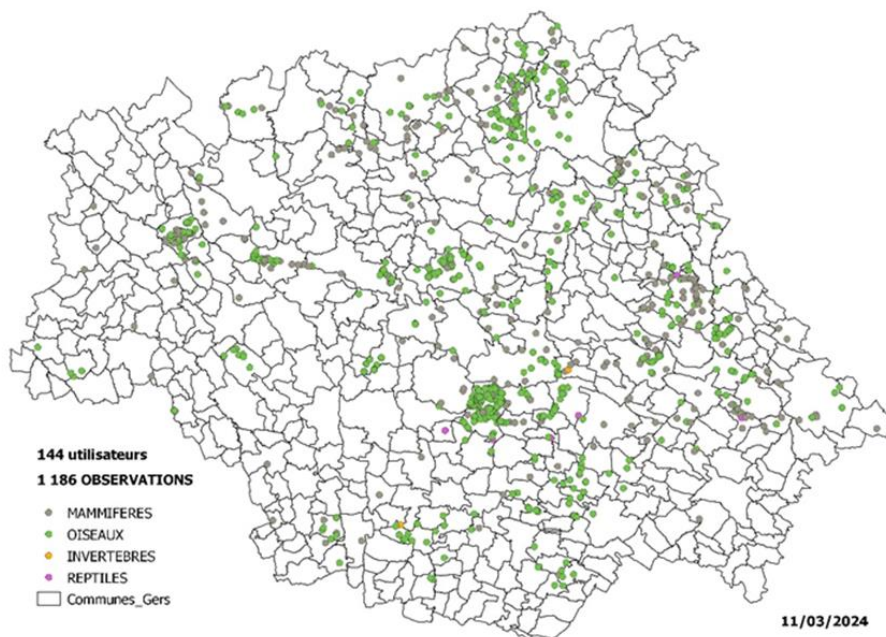 144 utilisateurs
1 186 OBSERVATIONS
MAMMIFERES
OISEAUX
INVERTEBRES
REPTILES
Communes_Gers
11/03/2024